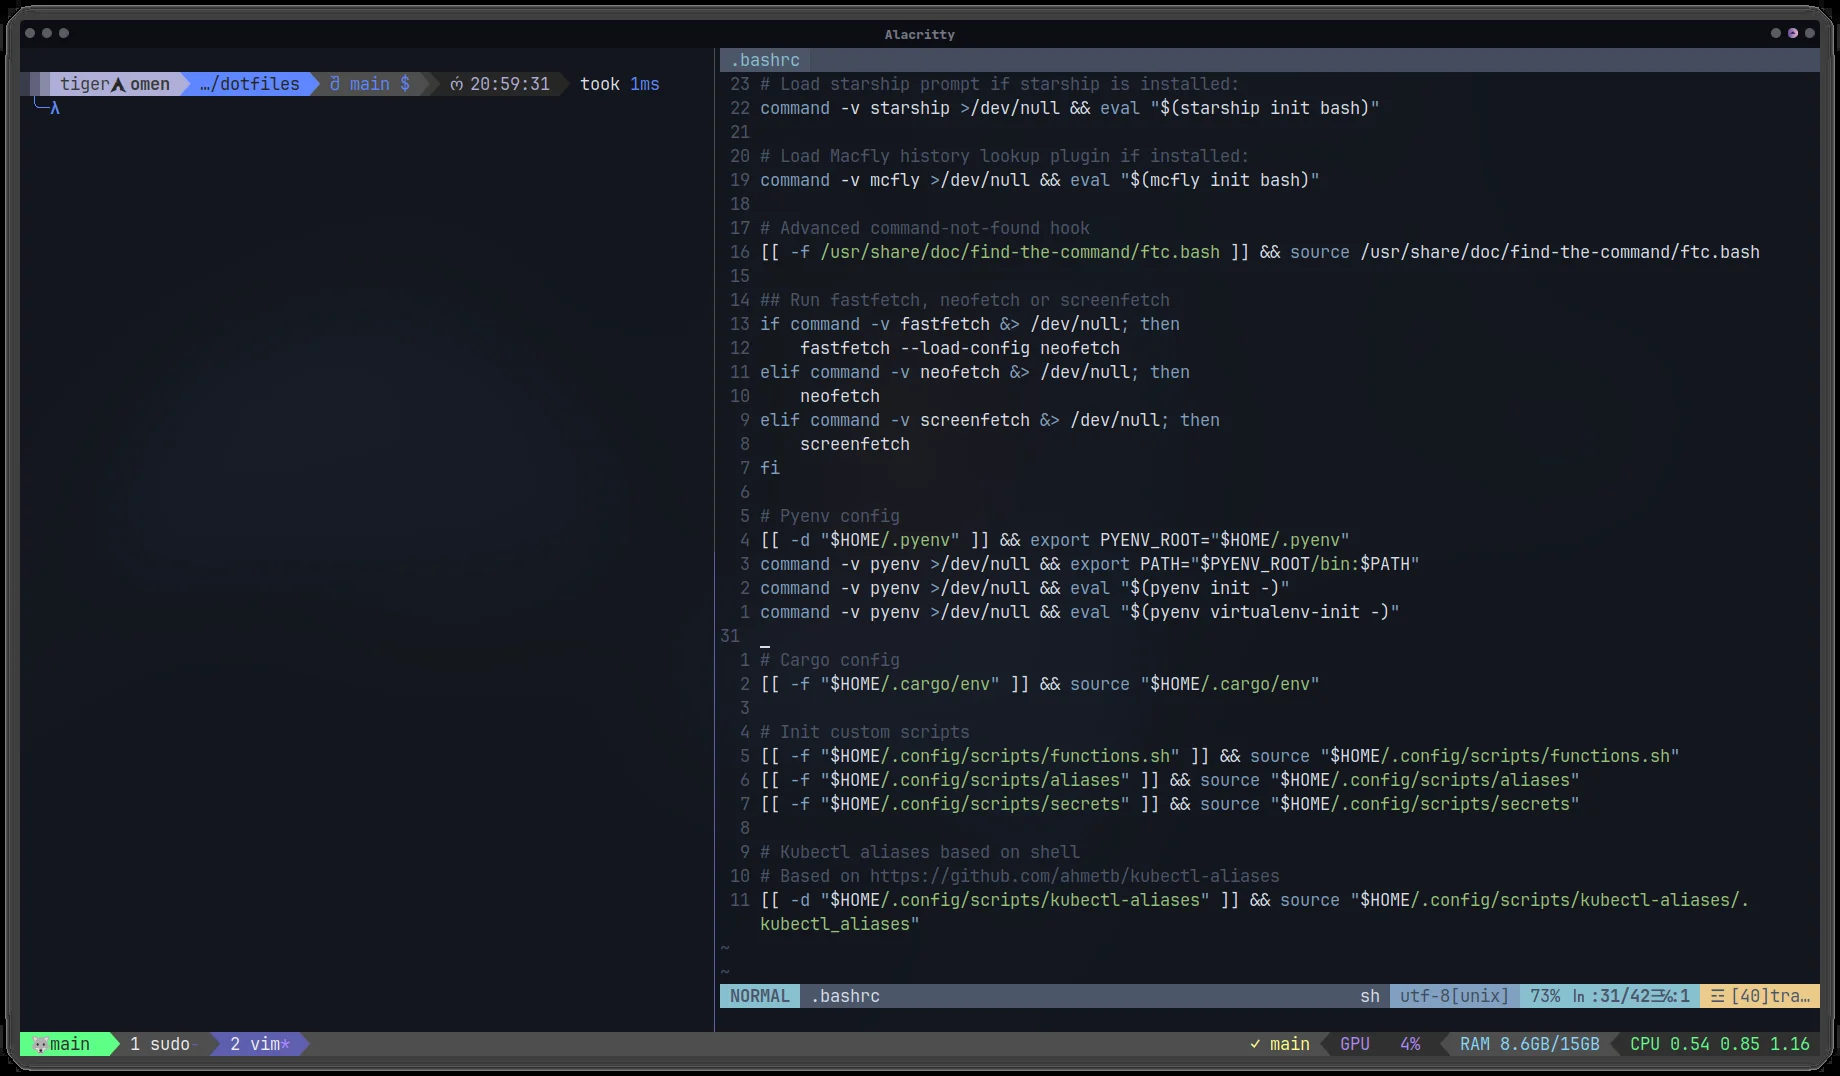 Alacritty
tiger omen …/dotfiles main $ 20:59:31 took 1ms
λ
.bashrc
23 # Load starship prompt if starship is installed:
22 command -v starship >/dev/null && eval "$(starship init bash)"
21
20 # Load Macfly history lookup plugin if installed:
19 command -v mcfly >/dev/null && eval "$(mcfly init bash)"
18
17 # Advanced command-not-found hook
16 [[ -f /usr/share/doc/find-the-command/ftc.bash ]] && source /usr/share/doc/find-the-command/ftc.bash
15
14 ## Run fastfetch, neofetch or screenfetch
13 if command -v fastfetch &> /dev/null; then
12     fastfetch --load-config neofetch
11 elif command -v neofetch &> /dev/null; then
10     neofetch
9 elif command -v screenfetch &> /dev/null; then
8     screenfetch
7 fi
6
5 # Pyenv config
4 [[ -d "$HOME/.pyenv" ]] && export PYENV_ROOT="$HOME/.pyenv"
3 command -v pyenv >/dev/null && export PATH="$PYENV_ROOT/bin:$PATH"
2 command -v pyenv >/dev/null && eval "$(pyenv init -)"
1 command -v pyenv >/dev/null && eval "$(pyenv virtualenv-init -)"
31
1 # Cargo config
2 [[ -f "$HOME/.cargo/env" ]] && source "$HOME/.cargo/env"
3
4 # Init custom scripts
5 [[ -f "$HOME/.config/scripts/functions.sh" ]] && source "$HOME/.config/scripts/functions.sh"
6 [[ -f "$HOME/.config/scripts/aliases" ]] && source "$HOME/.config/scripts/aliases"
7 [[ -f "$HOME/.config/scripts/secrets" ]] && source "$HOME/.config/scripts/secrets"
8
9 # Kubectl aliases based on shell
10 # Based on https://github.com/ahmetb/kubectl-aliases
11 [[ -d "$HOME/.config/scripts/kubectl-aliases" ]] && source "$HOME/.config/scripts/kubectl-aliases/.
kubectl_aliases"
~
~
NORMAL .bashrc sh utf-8[unix] 73% ln :31/42☰℅:1 ☲ [40]tra…
main 1 sudo- 2 vim* ✓ main GPU 4% RAM 8.6GB/15GB CPU 0.54 0.85 1.16